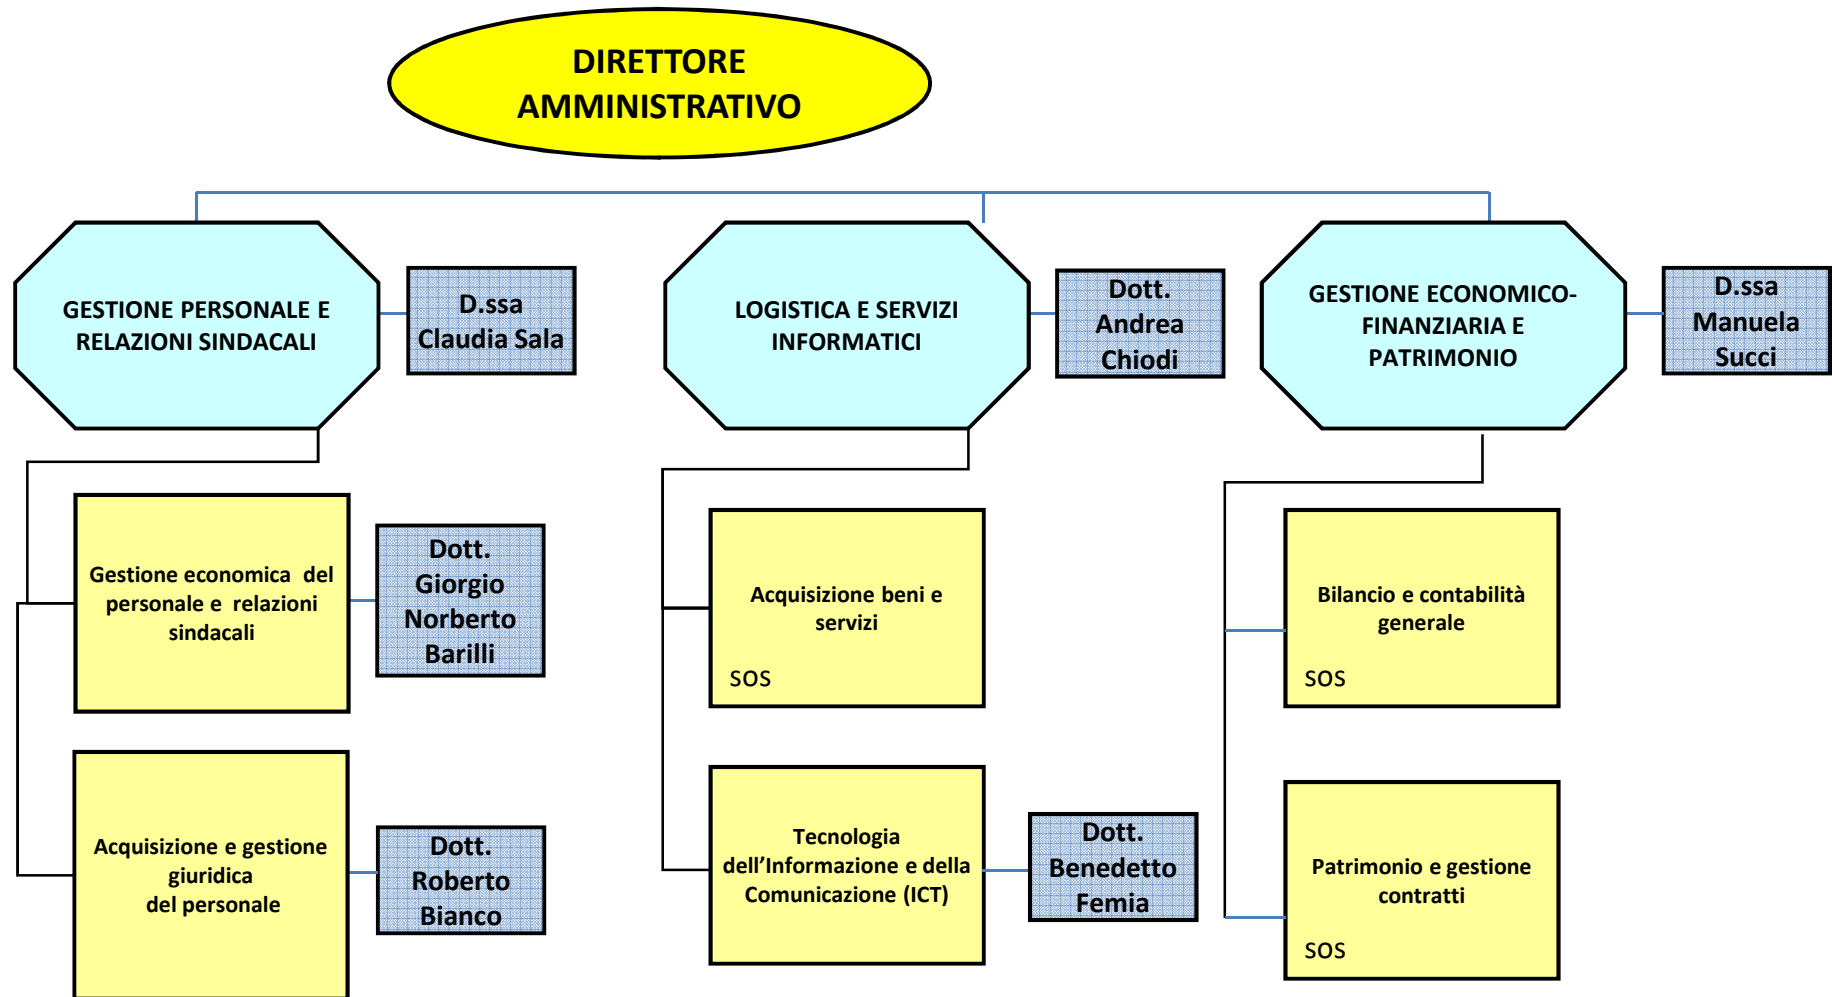 DIRETTORE
AMMINISTRATIVO
GESTIONE PERSONALE E
RELAZIONI SINDACALI
D.ssa
Claudia Sala
LOGISTICA E SERVIZI
INFORMATICI
Dott.
Andrea
Chiodi
GESTIONE ECONOMICO-
FINANZIARIA E
PATRIMONIO
D.ssa
Manuela
Succi
Gestione economica del
personale e relazioni
sindacali
Dott.
Giorgio
Norberto
Barilli
Acquisizione beni e
servizi
SOS
Bilancio e contabilità
generale
SOS
Acquisizione e gestione
giuridica
del personale
Dott.
Roberto
Bianco
Tecnologia
dell’Informazione e della
Comunicazione (ICT)
Dott.
Benedetto
Femia
Patrimonio e gestione
contratti
SOS